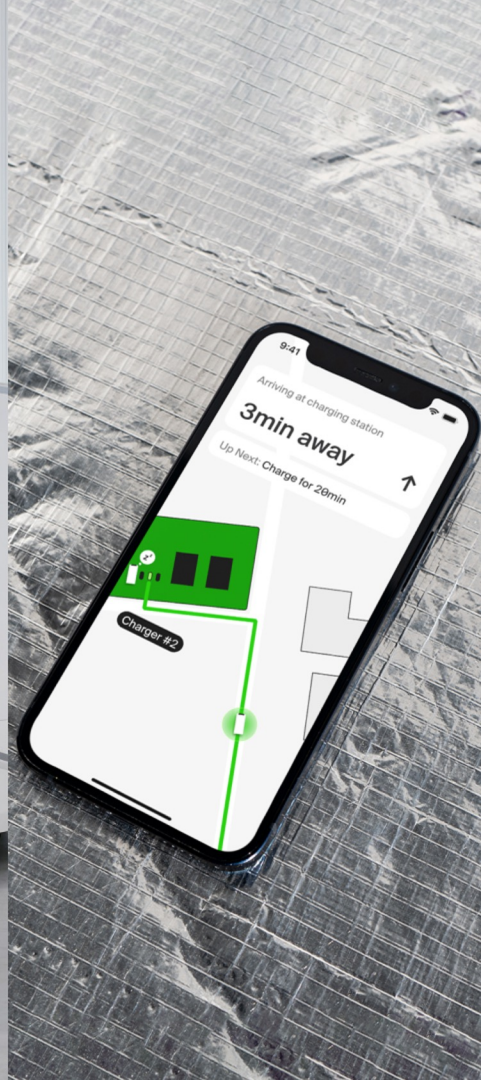 9:41
Arriving at charging station
3min away
Up Next: Charge for 20min
Charger #2